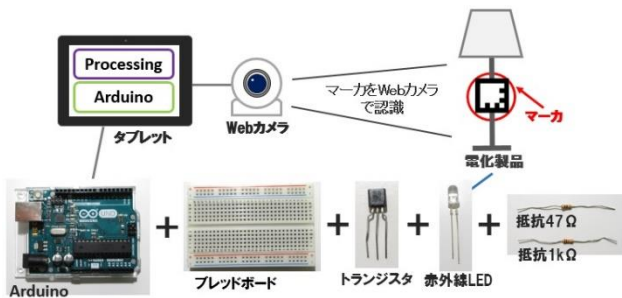 Processing
Arduino
タブレット
Webカメラ
マーカをWebカメラ
で認識
マーカ
電化製品
Arduino
ブレッドボード
トランジスタ
赤外線LED
抵抗47Ω
抵抗1kΩ